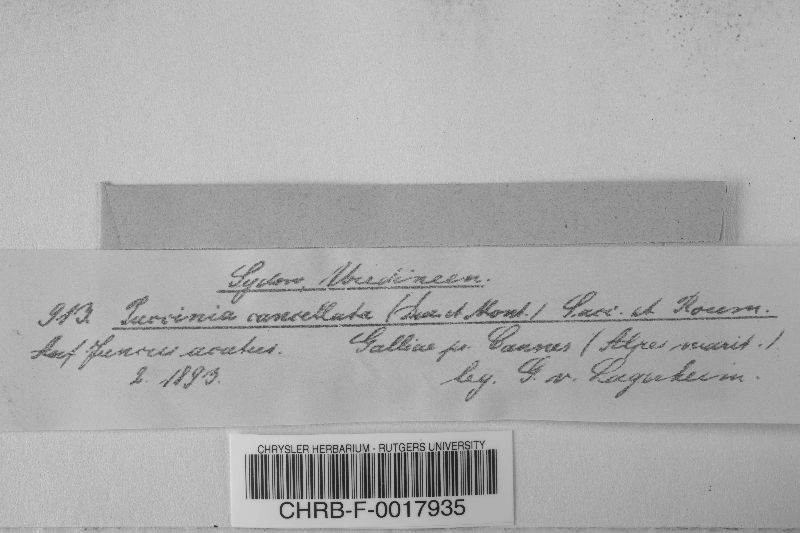 Sydow, Uredineen.
913. Puccinia cancellata (Dur. et Mont.) Sacc. et Roum.
Auf Juncus acutus. Galliae pr. Cannes (Alpes marit.).
2. 1893. leg. G. v. Lagerheim.
CHRYSLER HERBARIUM - RUTGERS UNIVERSITY
CHRB-F-0017935